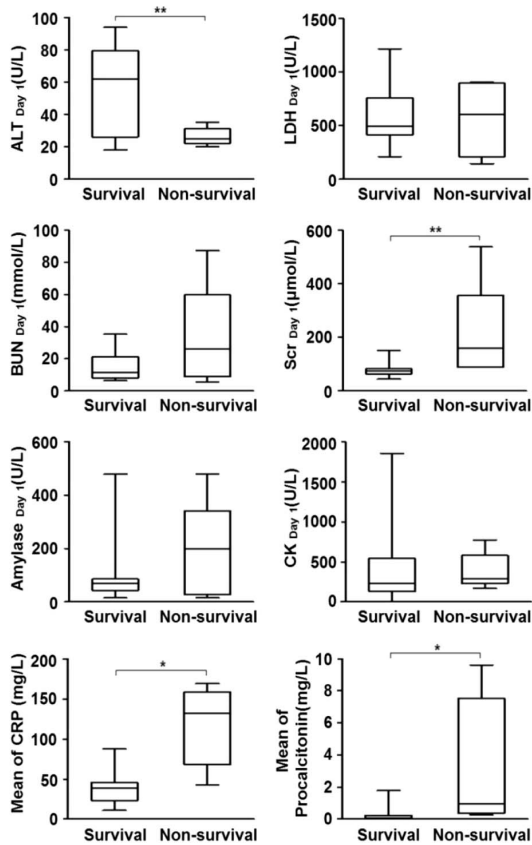 ALT Day 1(U/L)
100
80
60
40
20
0
**
Survival Non-survival
LDH Day 1(U/L)
1500
1000
500
0
Survival Non-survival
BUN Day 1(mmol/L)
100
80
60
40
20
0
Survival Non-survival
Scr Day 1(μmol/L)
600
400
200
0
**
Survival Non-survival
Amylase Day 1(U/L)
600
400
200
0
Survival Non-survival
CK Day 1(U/L)
2000
1500
1000
500
0
Survival Non-survival
Mean of CRP (mg/L)
200
150
100
50
0
*
Survival Non-survival
Mean of
Procalcitonin(mg/L)
10
8
6
4
2
0
*
Survival Non-survival